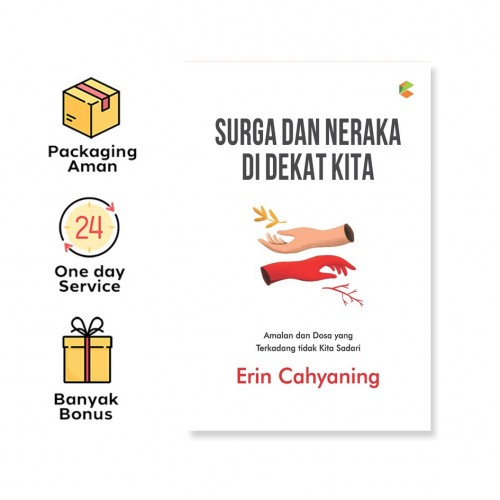 Packaging
Aman
24
One day
Service
Banyak
Bonus
SURGA DAN NERAKA
DI DEKAT KITA
Amalan dan Dosa yang
Terkadang tidak Kita Sadari
Erin Cahyaning